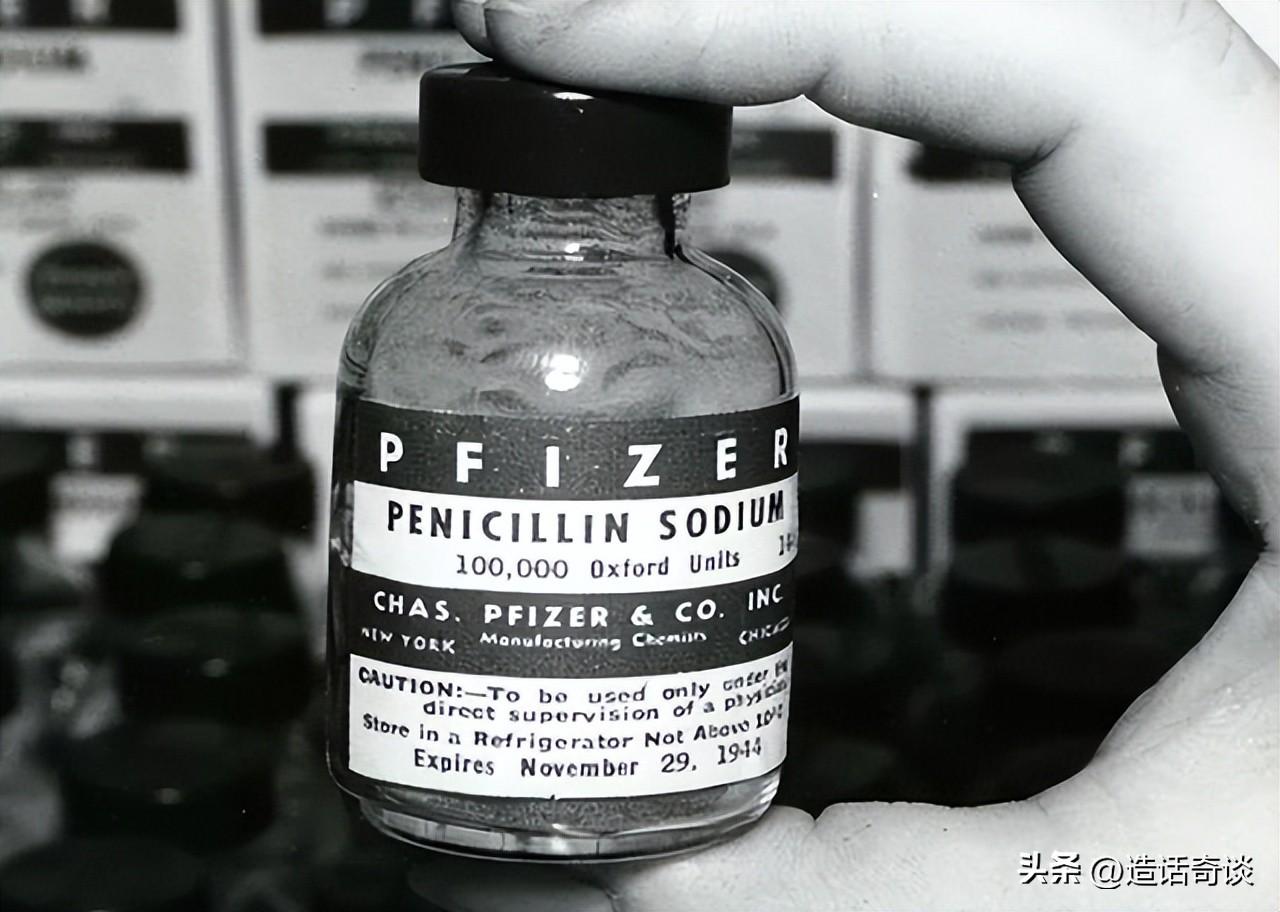 PFIZER
PENICILLIN SODIUM
100,000 Oxford Units
CHAS. PFIZER & CO. INC
NEW YORK Manufacturing Chemists
CAUTION:—To be used only under
direct supervision of a
Store in a Refrigerator Not Above
Expires November 29, 1944
头条 @造话奇谈